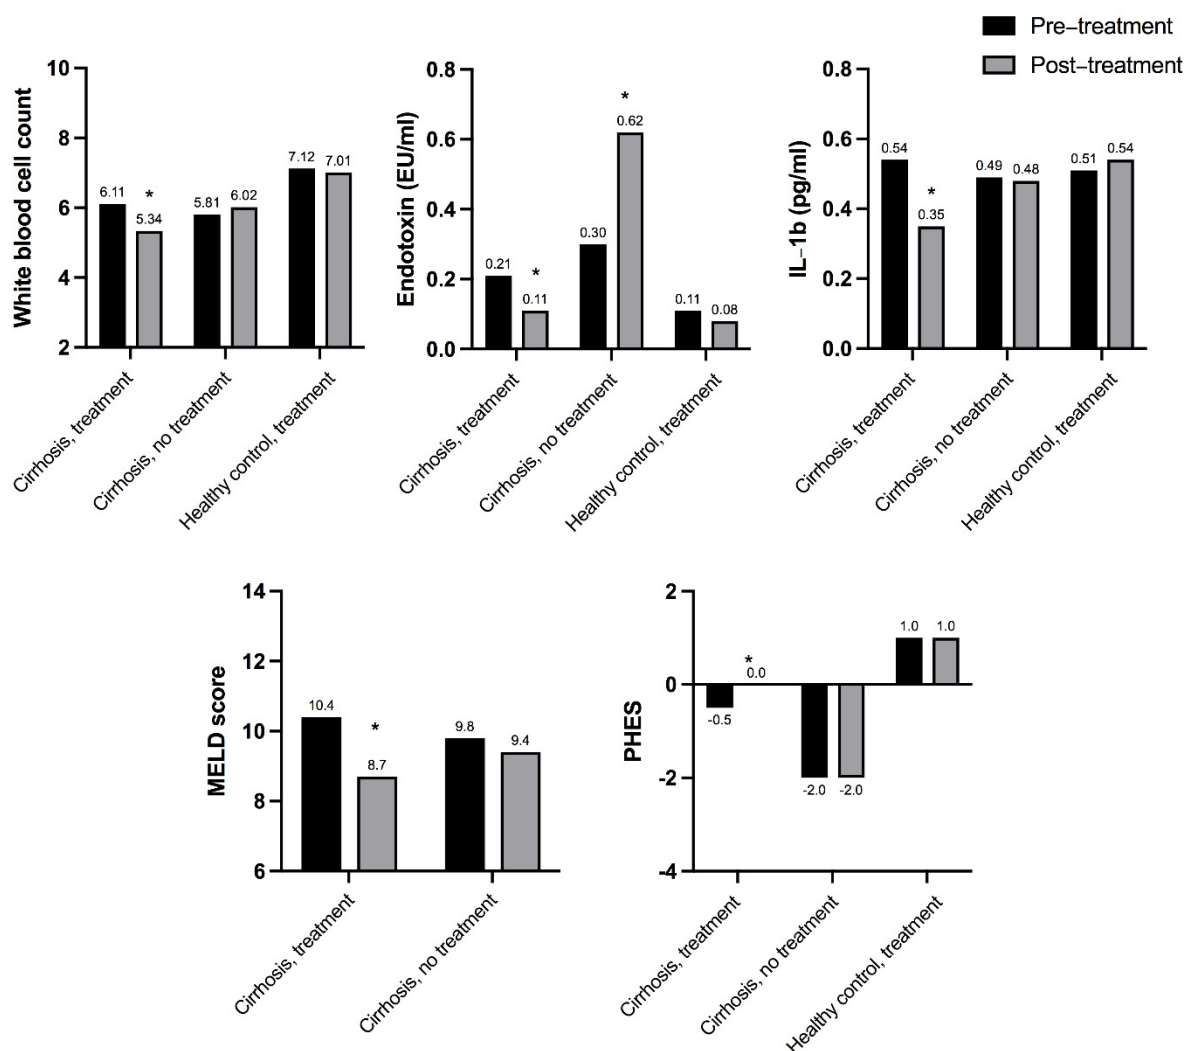 Pre–treatment
Post–treatment
White blood cell count
10
8
6
4
2
6.11
*
5.34
5.81
6.02
7.12
7.01
Cirrhosis, treatment
Cirrhosis, no treatment
Healthy control, treatment
Endotoxin (EU/ml)
0.8
0.6
0.4
0.2
0.0
0.21
*
0.11
0.30
*
0.62
0.11
0.08
Cirrhosis, treatment
Cirrhosis, no treatment
Healthy control, treatment
IL–1b (pg/ml)
0.8
0.6
0.4
0.2
0.0
0.54
*
0.35
0.49
0.48
0.51
0.54
Cirrhosis, treatment
Cirrhosis, no treatment
Healthy control, treatment
MELD score
14
12
10
8
6
10.4
*
8.7
9.8
9.4
Cirrhosis, treatment
Cirrhosis, no treatment
PHES
2
0
-2
-4
-0.5
*
0.0
-2.0
-2.0
1.0
1.0
Cirrhosis, treatment
Cirrhosis, no treatment
Healthy control, treatment